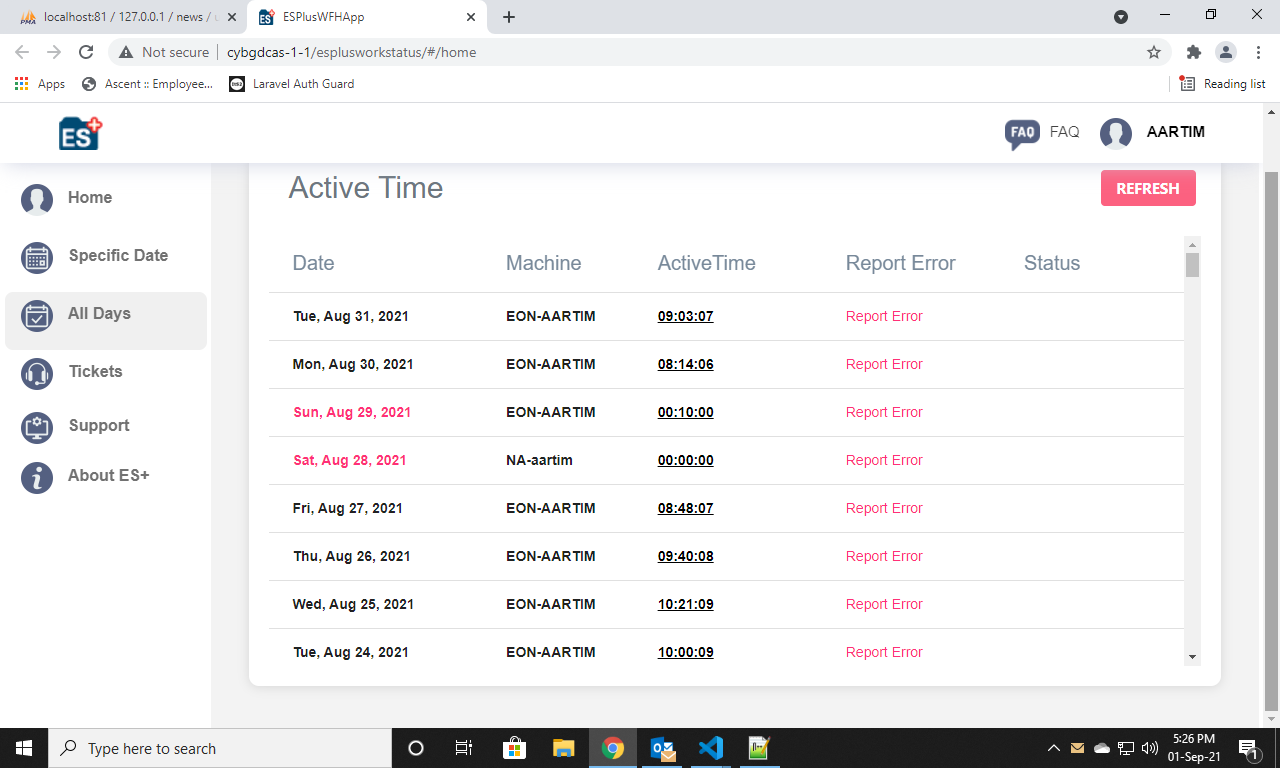 localhost:81 / 127.0.0.1 / news /
ESPlusWFHApp
Not secure
cybgdcas-1-1/esplusworkstatus/#/home
Apps
Ascent :: Employee...
Laravel Auth Guard
Reading list
ES+
FAQ
FAQ
AARTIM
Home
Specific Date
All Days
Tickets
Support
About ES+
Active Time
REFRESH
Date Machine ActiveTime Report Error Status
Tue, Aug 31, 2021 EON-AARTIM 09:03:07 Report Error
Mon, Aug 30, 2021 EON-AARTIM 08:14:06 Report Error
Sun, Aug 29, 2021 EON-AARTIM 00:10:00 Report Error
Sat, Aug 28, 2021 NA-aartim 00:00:00 Report Error
Fri, Aug 27, 2021 EON-AARTIM 08:48:07 Report Error
Thu, Aug 26, 2021 EON-AARTIM 09:40:08 Report Error
Wed, Aug 25, 2021 EON-AARTIM 10:21:09 Report Error
Tue, Aug 24, 2021 EON-AARTIM 10:00:09 Report Error
Type here to search
5:26 PM
01-Sep-21
1